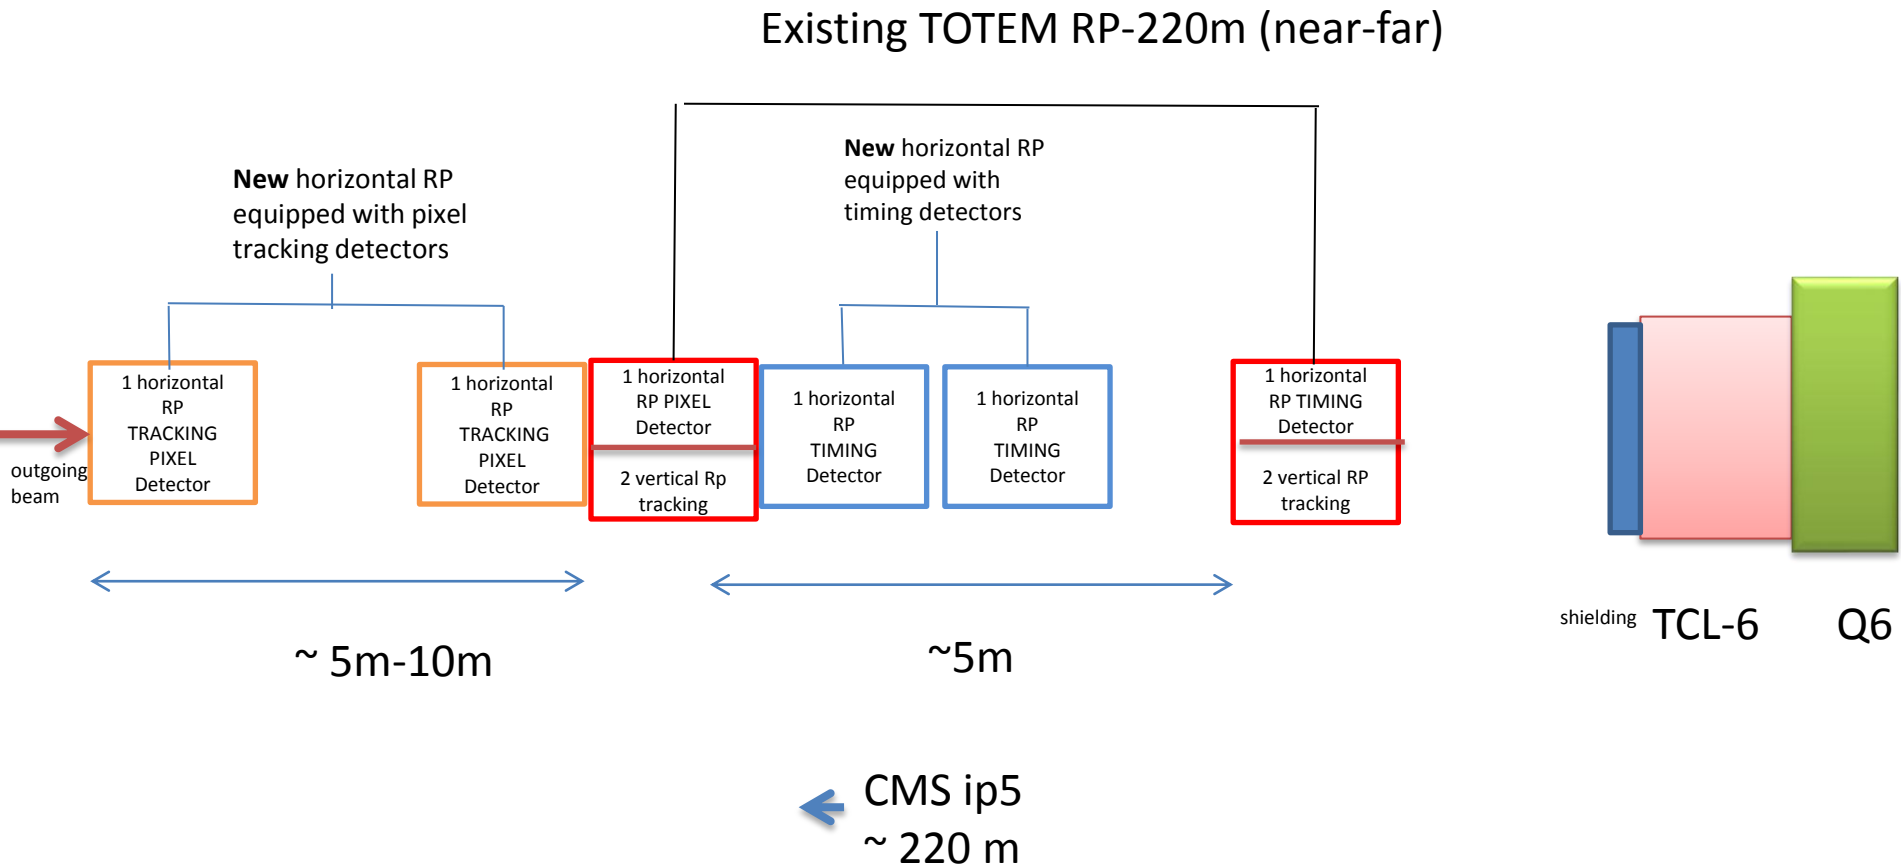 Existing TOTEM RP-220m (near-far)
New horizontal RP
equipped with pixel
tracking detectors
New horizontal RP
equipped with
timing detectors
outgoing
beam
1 horizontal
RP
TRACKING
PIXEL
Detector
1 horizontal
RP
TRACKING
PIXEL
Detector
1 horizontal
RP PIXEL
Detector
2 vertical Rp
tracking
1 horizontal
RP
TIMING
Detector
1 horizontal
RP
TIMING
Detector
1 horizontal
RP TIMING
Detector
2 vertical RP
tracking
shielding
TCL-6
Q6
~ 5m-10m
~5m
CMS ip5
~ 220 m